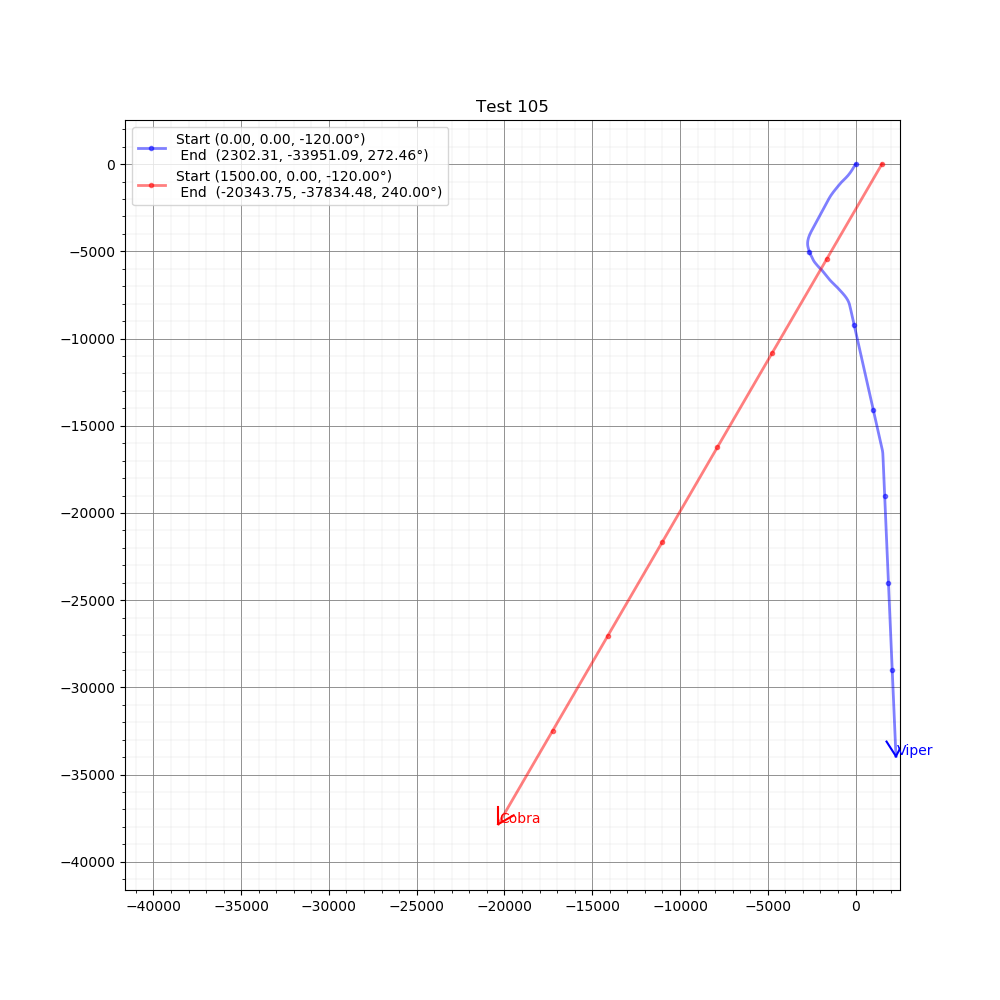 Test 105
Start (0.00, 0.00, -120.00°)
End (2302.31, -33951.09, 272.46°)
Start (1500.00, 0.00, -120.00°)
End (-20343.75, -37834.48, 240.00°)
0
−5000
−10000
−15000
−20000
−25000
−30000
−35000
−40000
Viper
Cobra
−40000 −35000 −30000 −25000 −20000 −15000 −10000 −5000 0